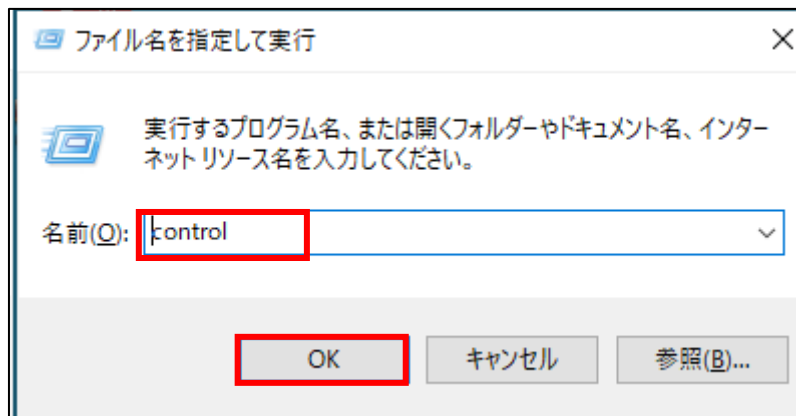 ファイル名を指定して実行
実行するプログラム名、または開くフォルダーやドキュメント名、インター
ネット リソース名を入力してください。
名前(O): control
OK キャンセル 参照(B)...